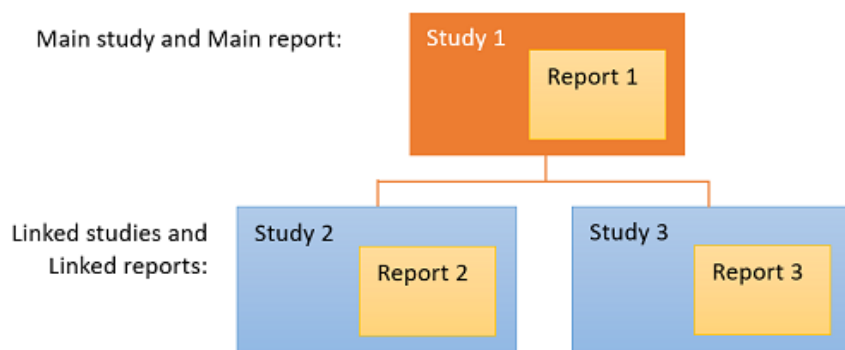 Main study and Main report:
Study 1
Report 1
Linked studies and
Linked reports:
Study 2
Report 2
Study 3
Report 3